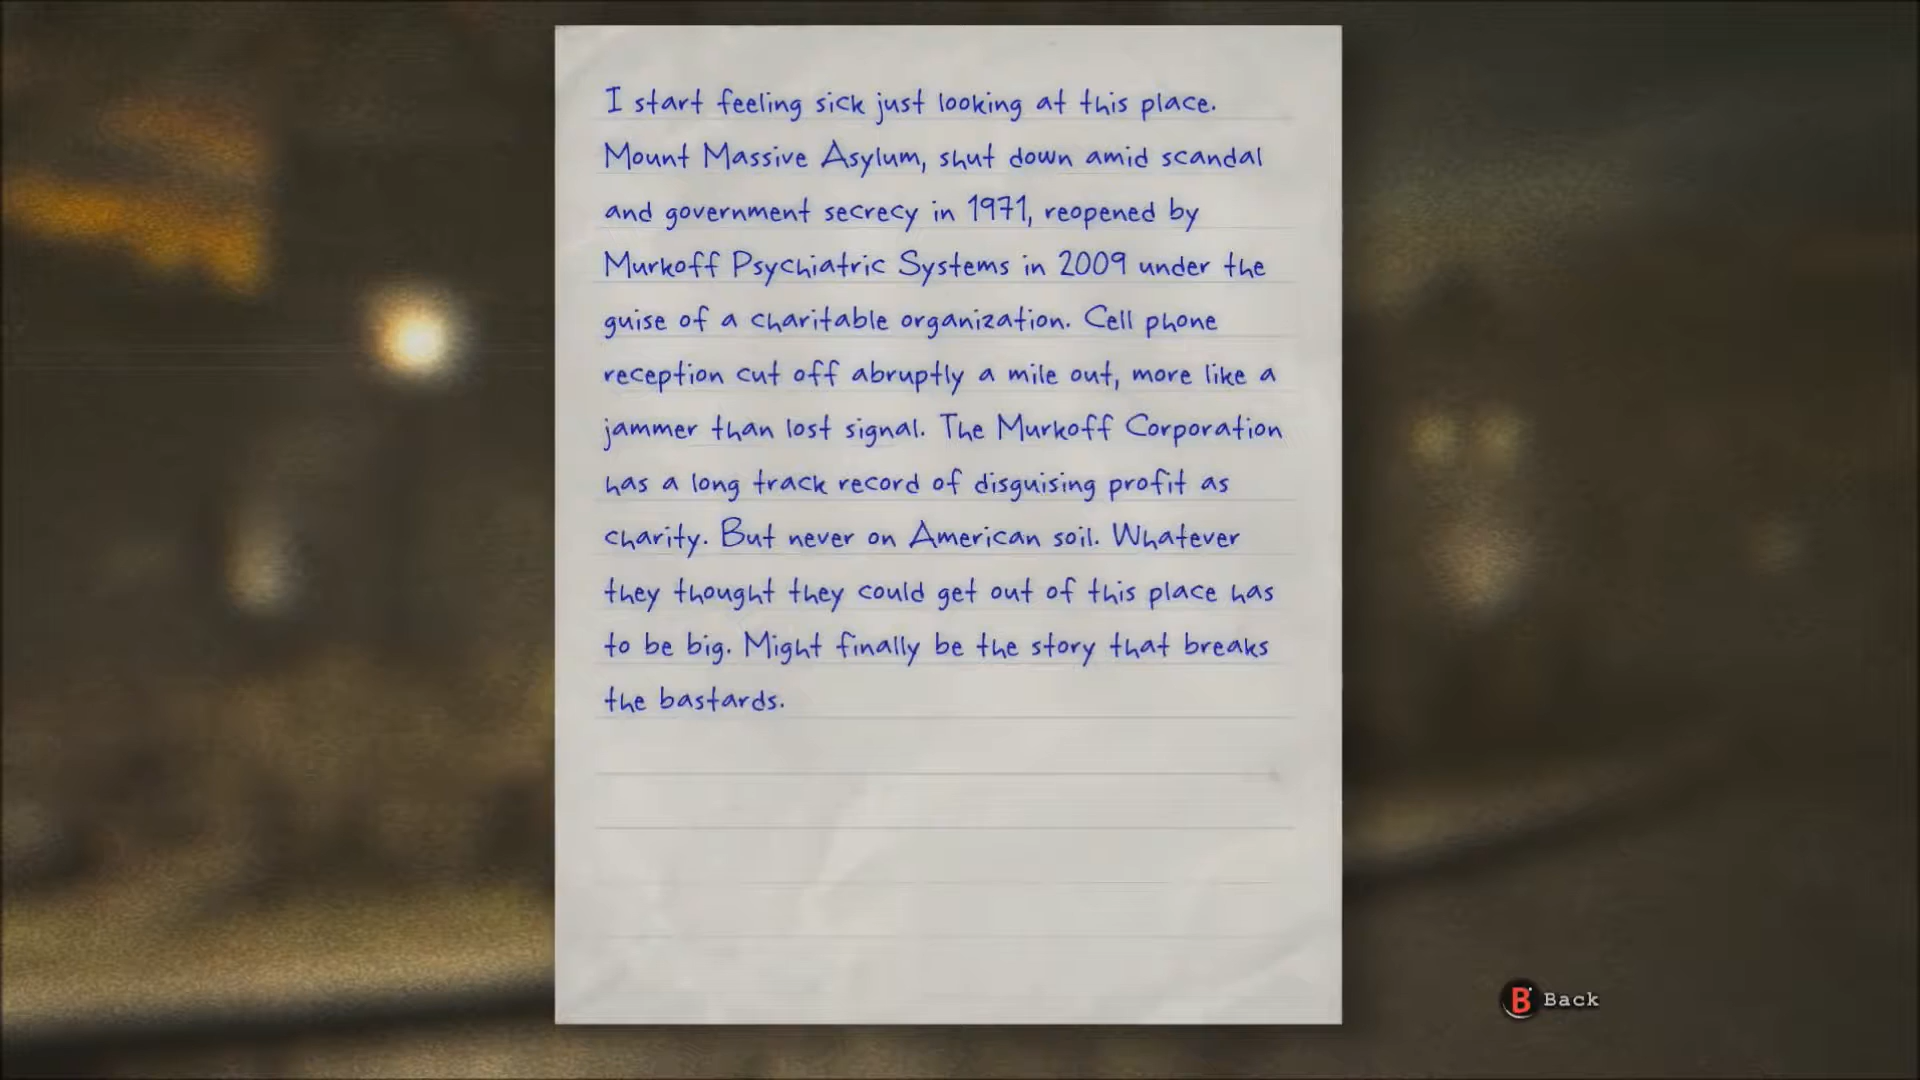 I start feeling sick just looking at this place.
Mount Massive Asylum, shut down amid scandal
and government secrecy in 1971, reopened by
Murkoff Psychiatric Systems in 2009 under the
guise of a charitable organization. Cell phone
reception cut off abruptly a mile out, more like a
jammer than lost signal. The Murkoff Corporation
has a long track record of disguising profit as
charity. But never on American soil. Whatever
they thought they could get out of this place has
to be big. Might finally be the story that breaks
the bastards.
B Back